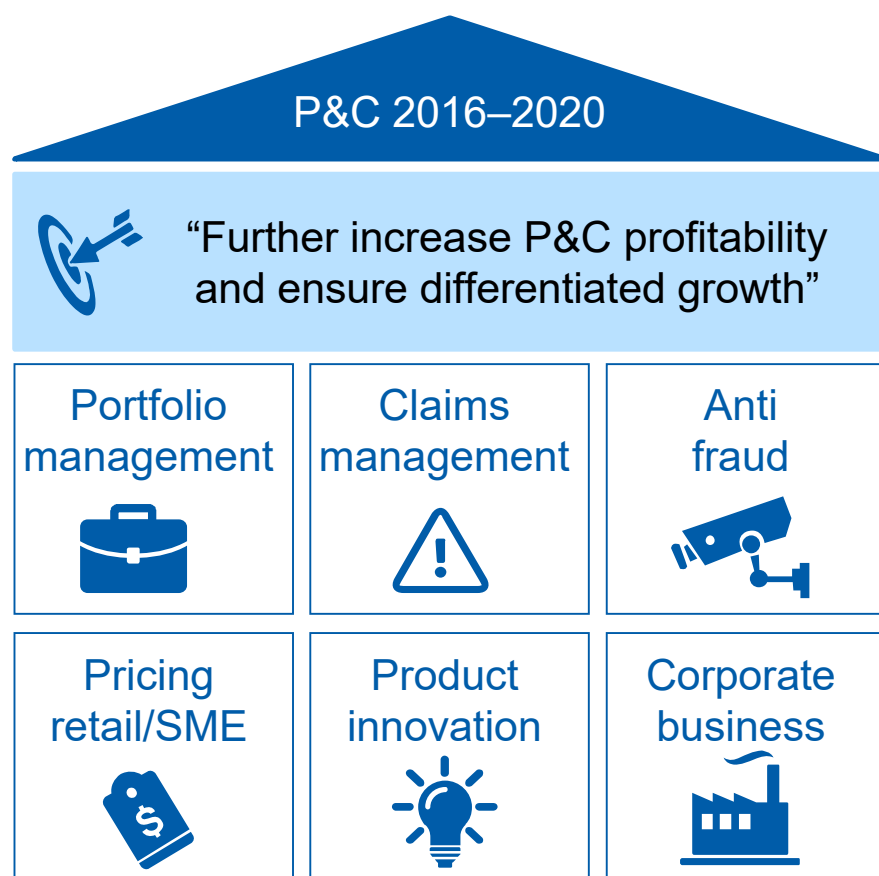 P&C 2016–2020
“Further increase P&C profitability
and ensure differentiated growth”
Portfolio
management
Claims
management
Anti
fraud
Pricing
retail/SME
$
Product
innovation
Corporate
business